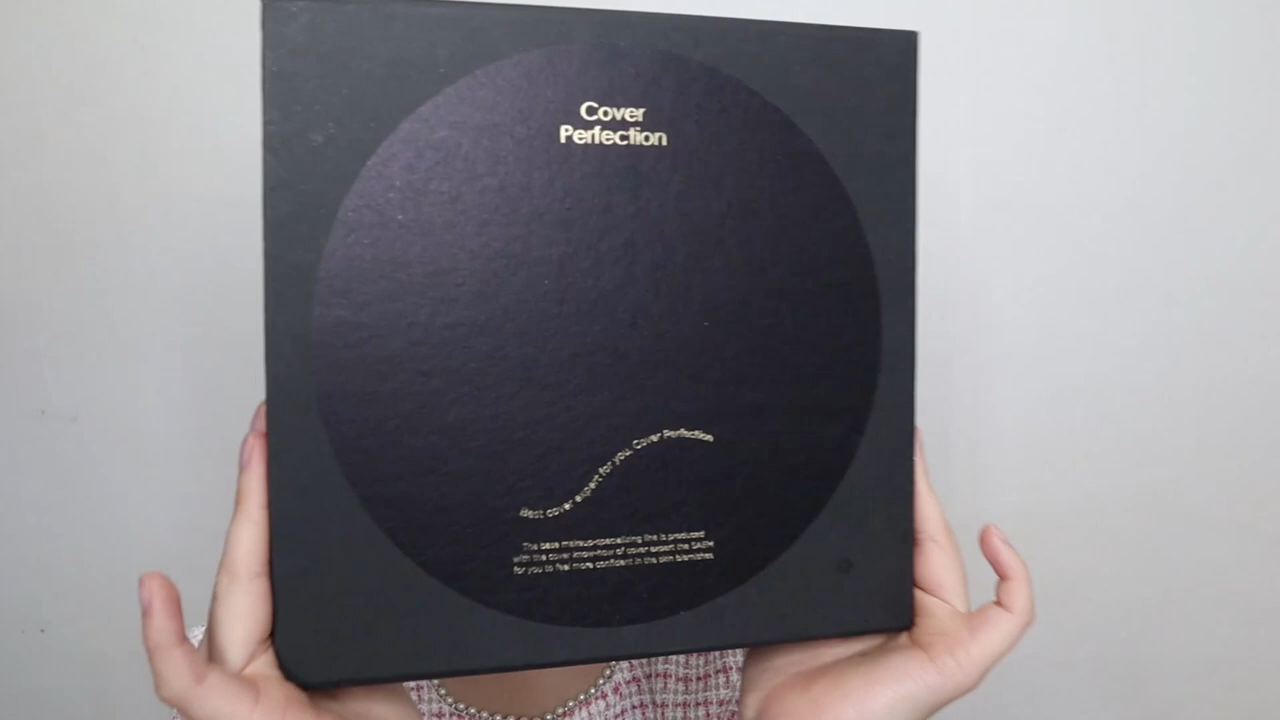 Cover
Perfection
Best cover expert for you, Cover Perfection
The base makeup-specializing line is produced
with the cover know-how of cover expert the SAEM
for you to feel more confident in the skin blemishes